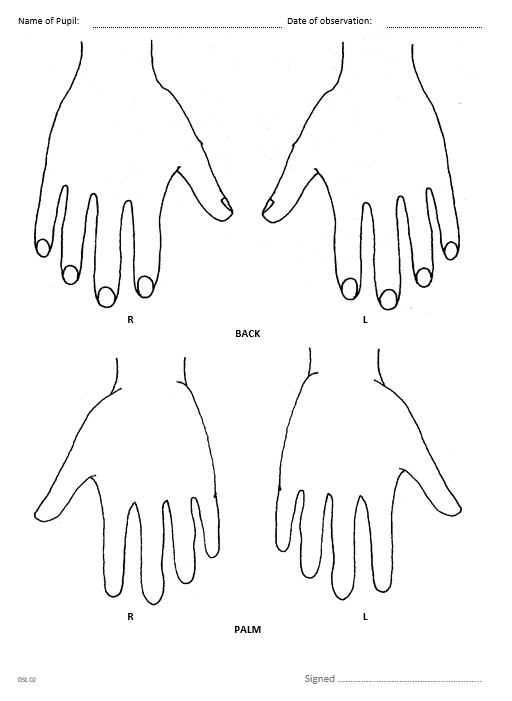 Name of Pupil: ........................................ Date of observation: ....................
R L
BACK
R L
PALM
DSL 02 Signed ........................................